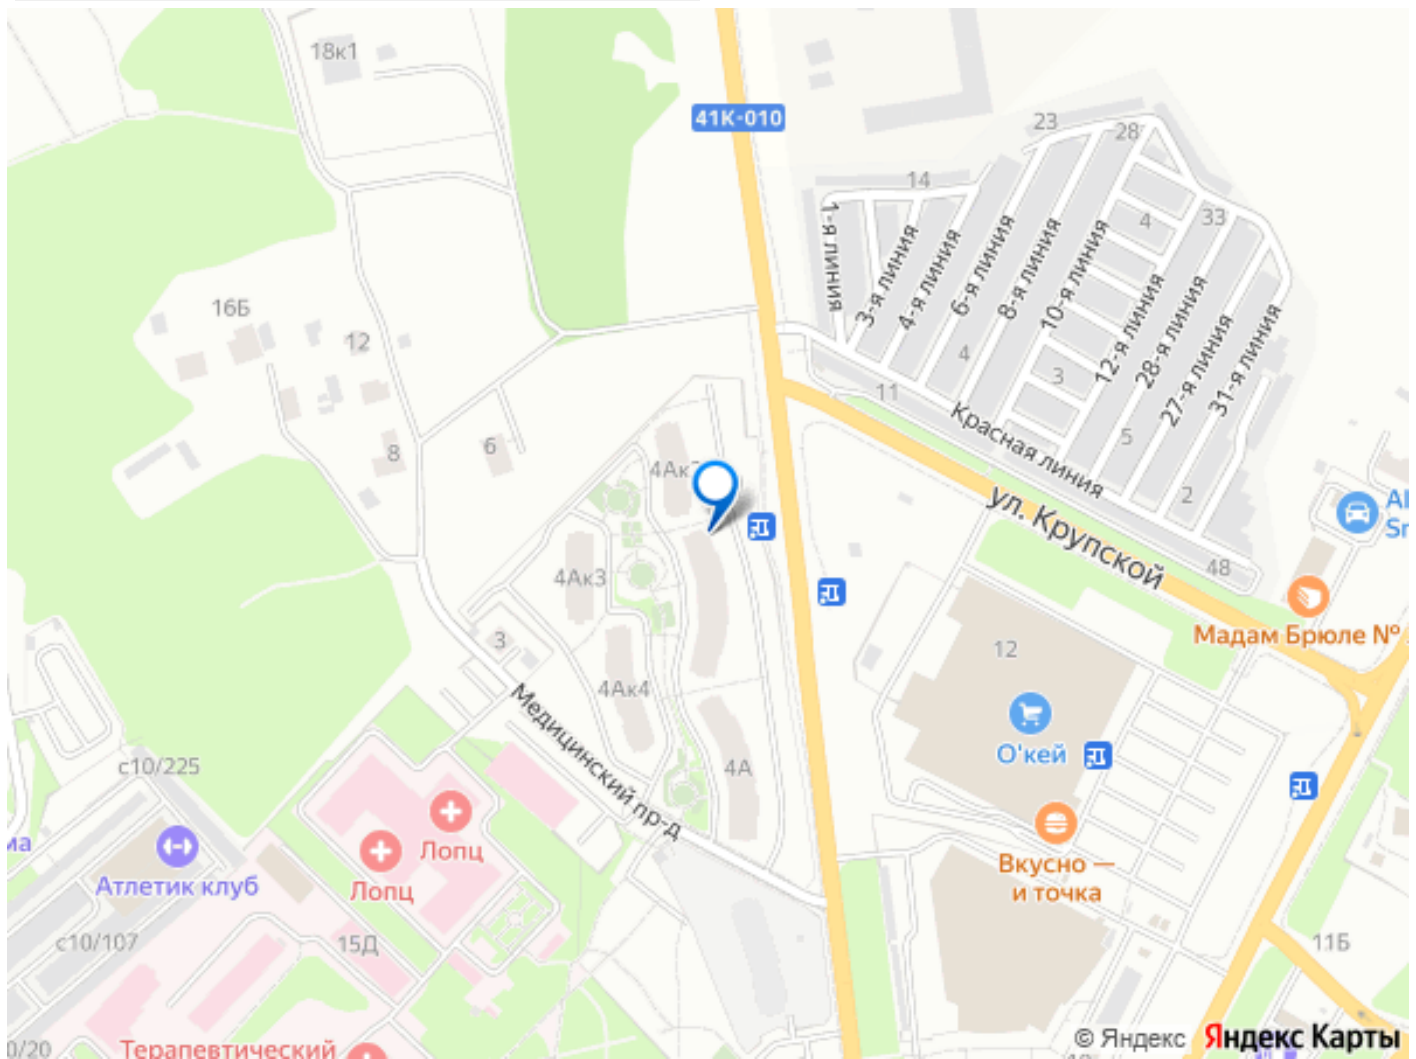 18к1
41К-010
23
28
14
4
33
1-я линия
3-я линия
4-я линия
6-я линия
8-я линия
10-я линия
12-я линия
28-я линия
27-я линия
31-я линия
16Б
12
4
3
11
5
2
8
6
Красная линия
48
ул. Крупской
4Ак3
3
4Ак4
Мадам Брюле №
12
О'кей
4А
Медицинский пр-д
с10/225
Атлетик клуб
Лопц
Лопц
Вкусно —
и точка
с10/107
15Д
11Б
Терапевтический
© Яндекс Яндекс Карты